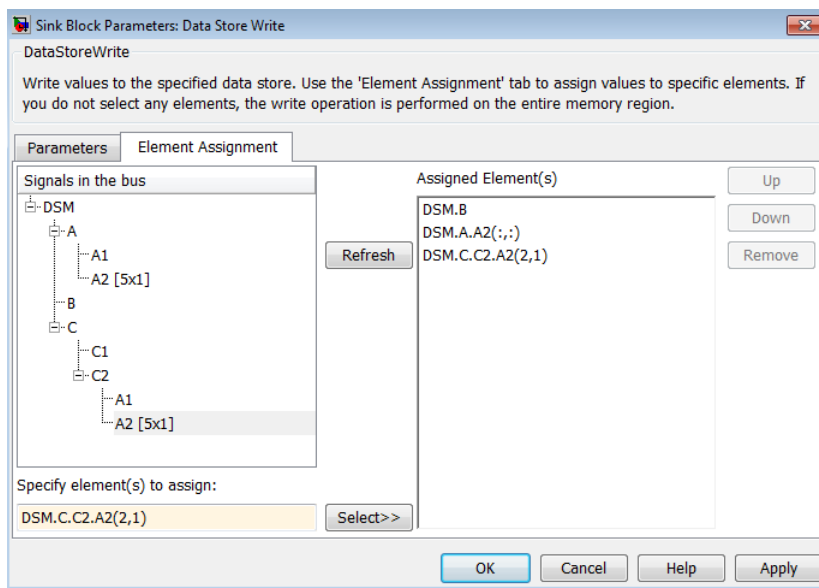 Sink Block Parameters: Data Store Write
DataStoreWrite
Write values to the specified data store. Use the 'Element Assignment' tab to assign values to specific elements. If
you do not select any elements, the write operation is performed on the entire memory region.
Parameters
Element Assignment
Signals in the bus
DSM
A
A1
A2 [5x1]
B
C
C1
C2
A1
A2 [5x1]
Specify element(s) to assign:
DSM.C.C2.A2(2,1)
Refresh
Select>>
Assigned Element(s)
DSM.B
DSM.A.A2(:,:)
DSM.C.C2.A2(2,1)
Up
Down
Remove
OK
Cancel
Help
Apply